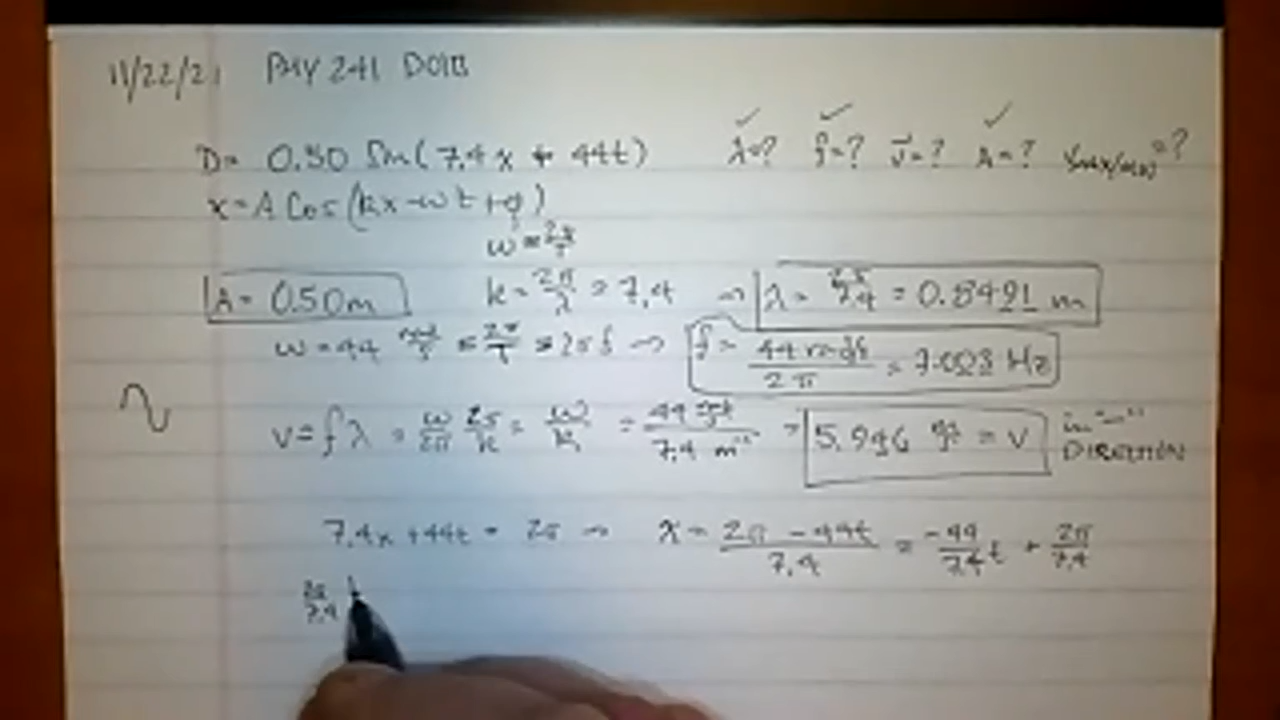 11/22/21 PHY 241 D01B
D = 0.50 Sin(7.4x + 44t) λ=? f=? v=? A=? Vmax/min=?
x = A Cos(kx-ωt+φ)
ω = 2π/T
A = 0.50m k = 2π/λ = 7.4 → λ = 2π/7.4 = 0.8491 m
ω = 44 rad/s = 2π/T = 2πf → f = 44 rad/s / 2π = 7.003 Hz
v = fλ = ω/2π 2π/k = ω/k = 44 / 7.4 m⁻¹ = 5.946 m/s = v in "-"
DIRECTION
7.4x + 44t = 2π → x = (2π - 44t)/7.4 = -44/7.4 t + 2π/7.4
2π/7.4